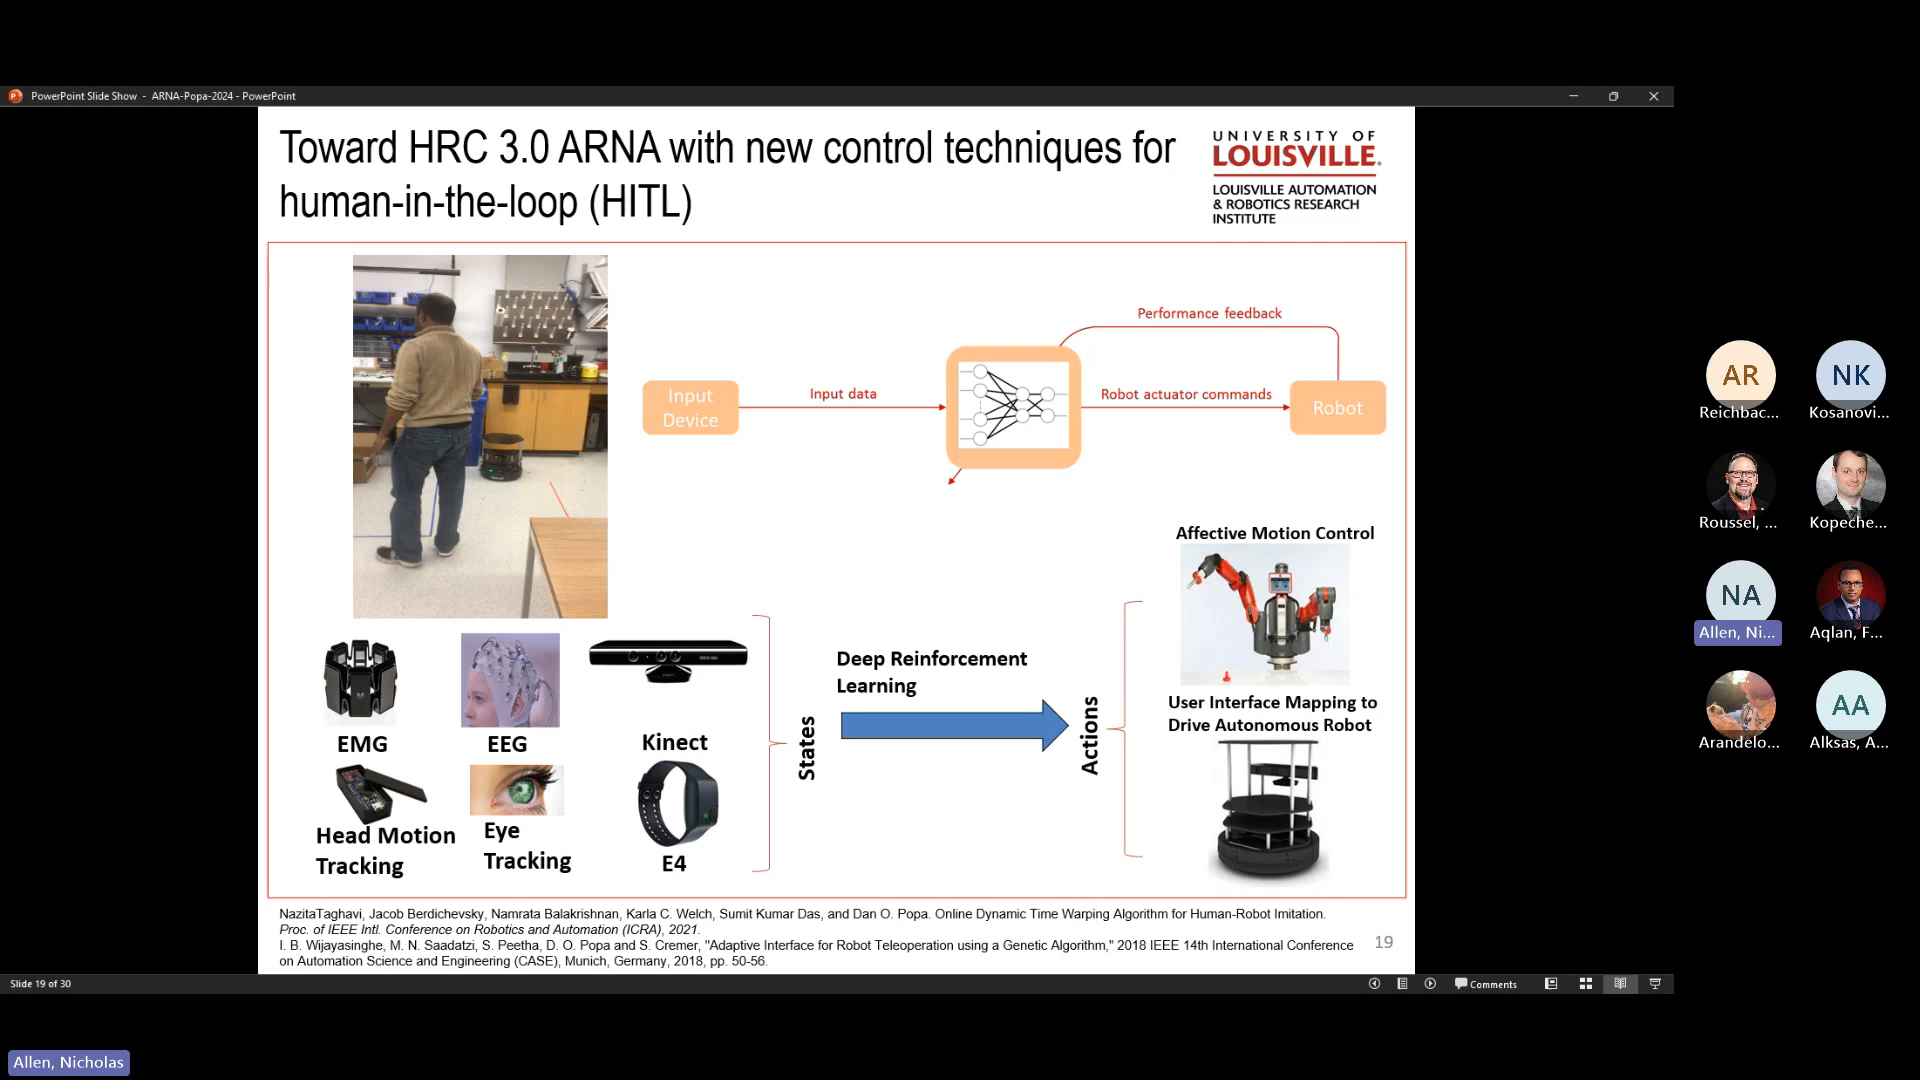 PowerPoint Slide Show - ARNA-Popa-2024 - PowerPoint
Toward HRC 3.0 ARNA with new control techniques for
human-in-the-loop (HITL)
UNIVERSITY OF
LOUISVILLE.
LOUISVILLE AUTOMATION
& ROBOTICS RESEARCH
INSTITUTE
Performance feedback
Input
Device
Input data
Robot actuator commands
Robot
Affective Motion Control
EMG
EEG
Kinect
Head Motion
Tracking
Eye
Tracking
E4
States
Deep Reinforcement
Learning
Actions
User Interface Mapping to
Drive Autonomous Robot
NazitaTaghavi, Jacob Berdichevsky, Namrata Balakrishnan, Karla C. Welch, Sumit Kumar Das, and Dan O. Popa. Online Dynamic Time Warping Algorithm for Human-Robot Imitation.
Proc. of IEEE Intl. Conference on Robotics and Automation (ICRA), 2021.
I. B. Wijayasinghe, M. N. Saadatzi, S. Peetha, D. O. Popa and S. Cremer, "Adaptive Interface for Robot Teleoperation using a Genetic Algorithm," 2018 IEEE 14th International Conference
on Automation Science and Engineering (CASE), Munich, Germany, 2018, pp. 50-56.
19
Slide 19 of 30
Comments
AR
Reichbac...
NK
Kosanovi...
Roussel, ...
Kopeche...
NA
Allen, Ni...
Aqlan, F...
Arandelo...
AA
Alksas, A...
Allen, Nicholas